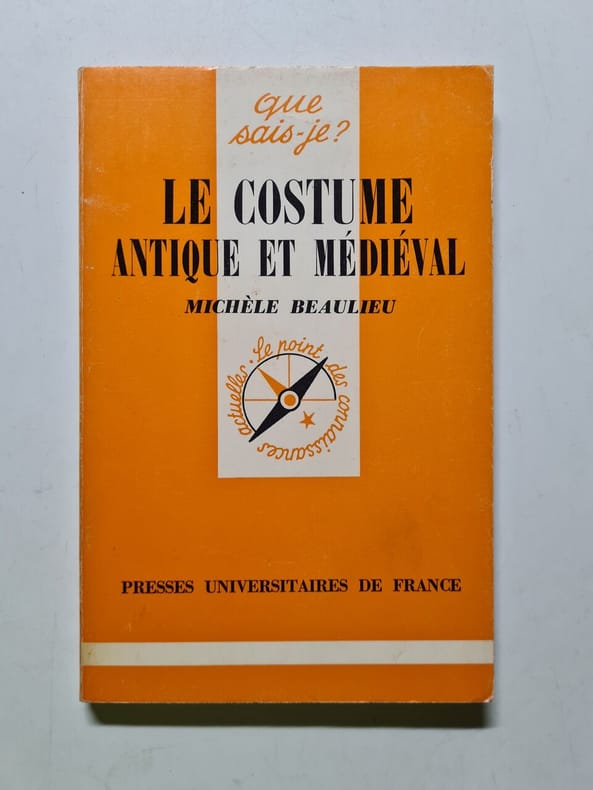 que
sais-je?
LE COSTUME
ANTIQUE ET MÉDIÉVAL
MICHÈLE BEAULIEU
Le point des connaissances actuelles.
PRESSES UNIVERSITAIRES DE FRANCE